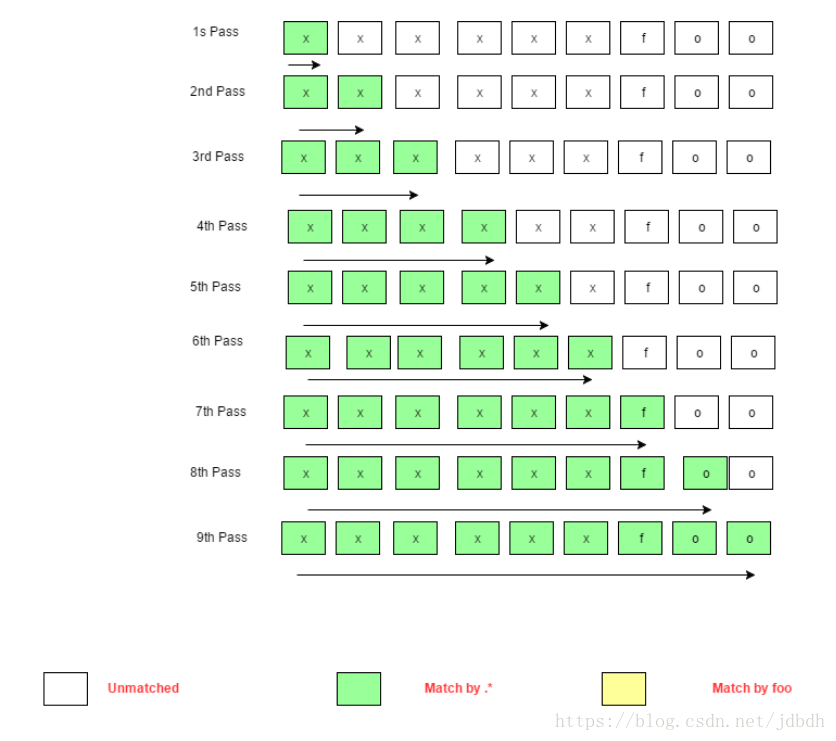 1s Pass x x x x x x f o o
2nd Pass x x x x x x f o o
3rd Pass x x x x x x f o o
4th Pass x x x x x x f o o
5th Pass x x x x x x f o o
6th Pass x x x x x x f o o
7th Pass x x x x x x f o o
8th Pass x x x x x x f o o
9th Pass x x x x x x f o o
Unmatched Match by .* Match by foo
https://blog.csdn.net/jdbdh